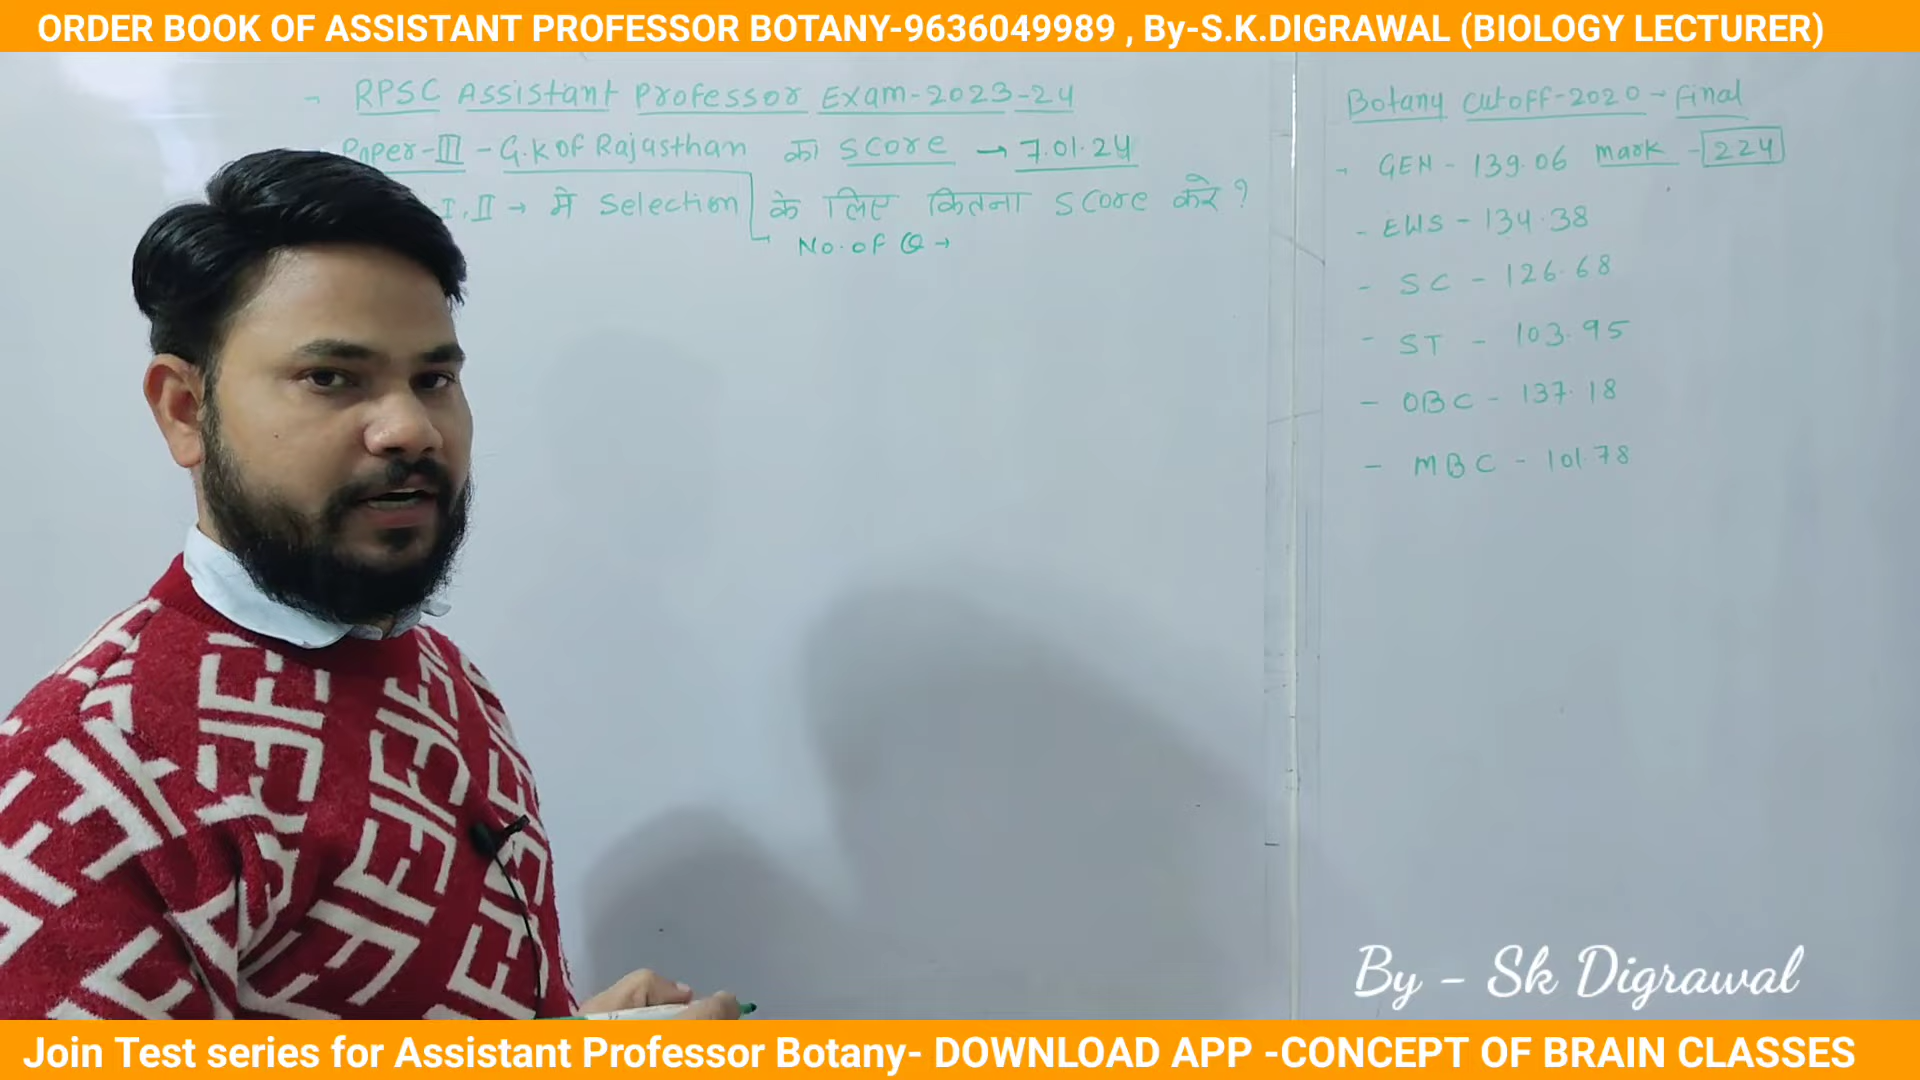 ORDER BOOK OF ASSISTANT PROFESSOR BOTANY-9636049989 , By-S.K.DIGRAWAL (BIOLOGY LECTURER)
→ RPSC Assistant Professor Exam-2023-24
Paper-III - G.K of Rajasthan का Score → 7.01.24
I, II → मे Selection के लिए कितना Score करे ?
No. of Q →
Botany Cutoff-2020 - Final
→ GEN - 139.06 mark - 224
- EWS - 134.38
- SC - 126.68
- ST - 103.95
- OBC - 137.18
- MBC - 101.78
By - Sk Digrawal
Join Test series for Assistant Professor Botany- DOWNLOAD APP -CONCEPT OF BRAIN CLASSES